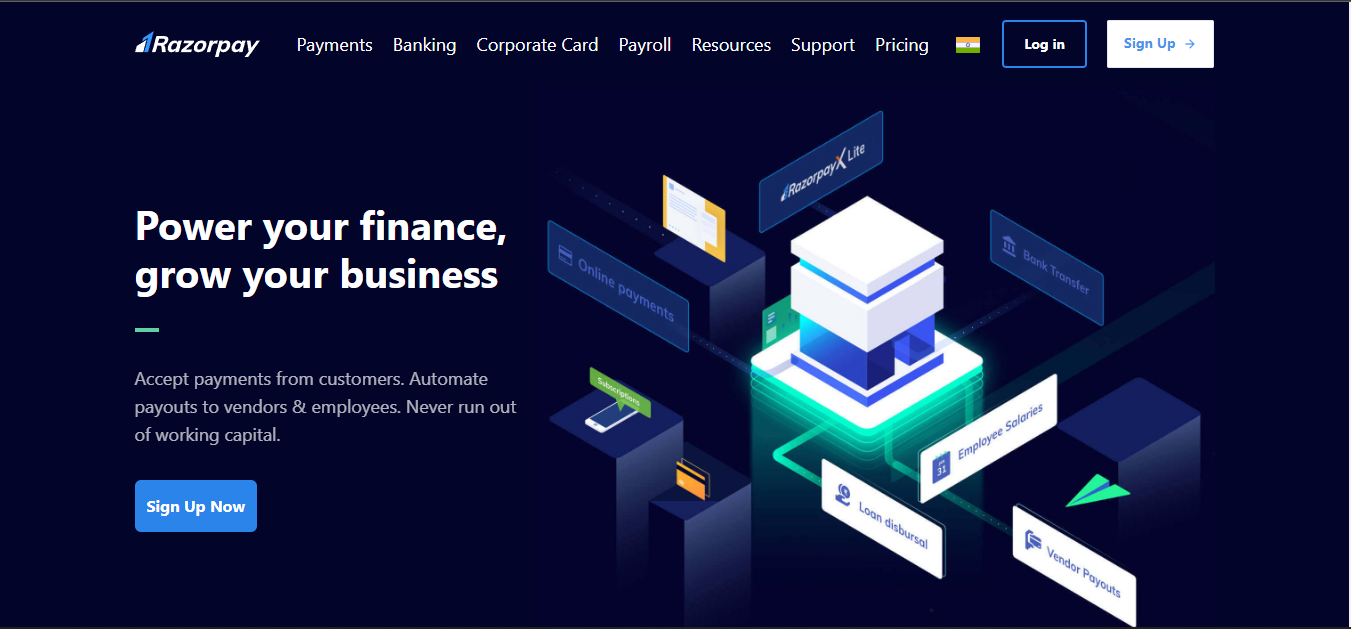 Razorpay
Payments
Banking
Corporate Card
Payroll
Resources
Support
Pricing
Log in
Sign Up →
Power your finance,
grow your business
Accept payments from customers. Automate
payouts to vendors & employees. Never run out
of working capital.
Sign Up Now
RazorpayX Lite
Online payments
Bank Transfer
Subscriptions
Employee Salaries
31
Loan disbursal
Vendor Payouts